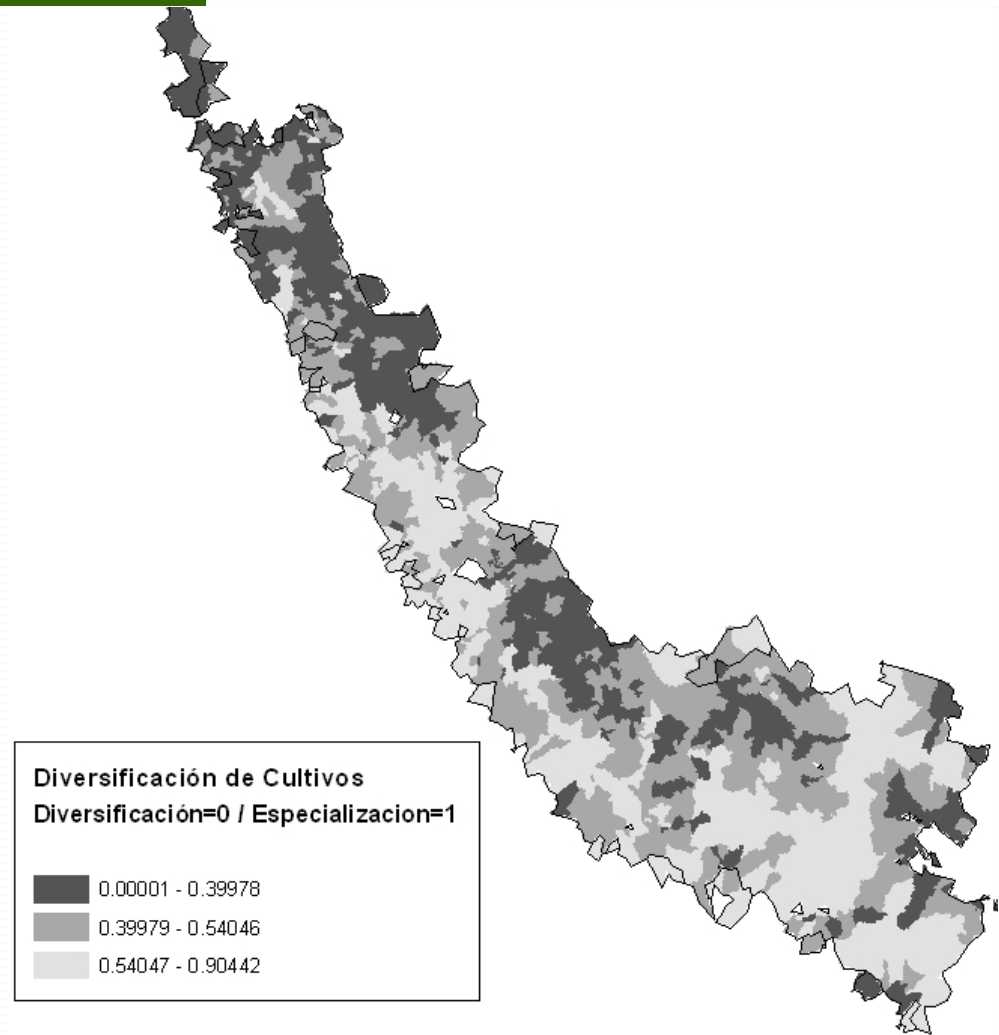 Diversificación de Cultivos
Diversificación=0 / Especializacion=1
0.00001 - 0.39978
0.39979 - 0.54046
0.54047 - 0.90442